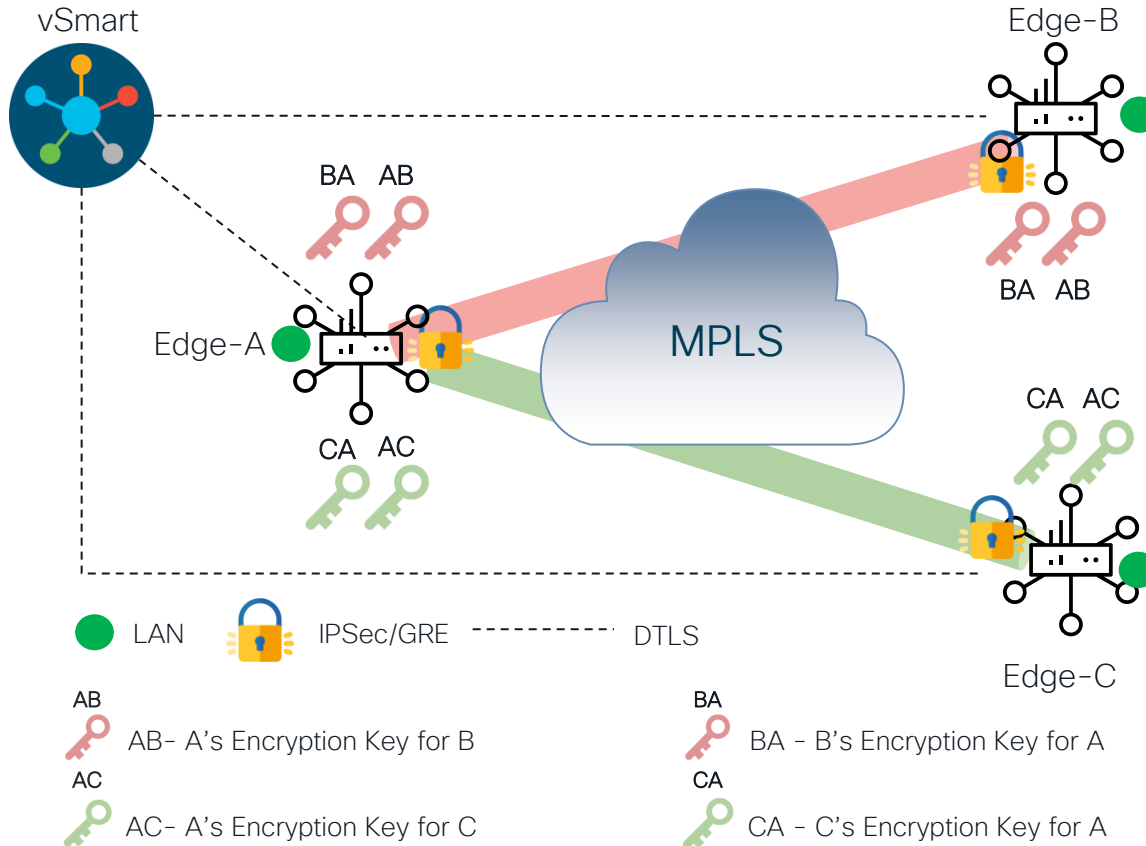 vSmart
Edge-B
BA AB
BA AB
Edge-A
MPLS
CA AC
CA AC
LAN
IPSec/GRE
DTLS
Edge-C
AB
AB- A’s Encryption Key for B
BA
BA - B’s Encryption Key for A
AC
AC- A’s Encryption Key for C
CA
CA - C’s Encryption Key for A